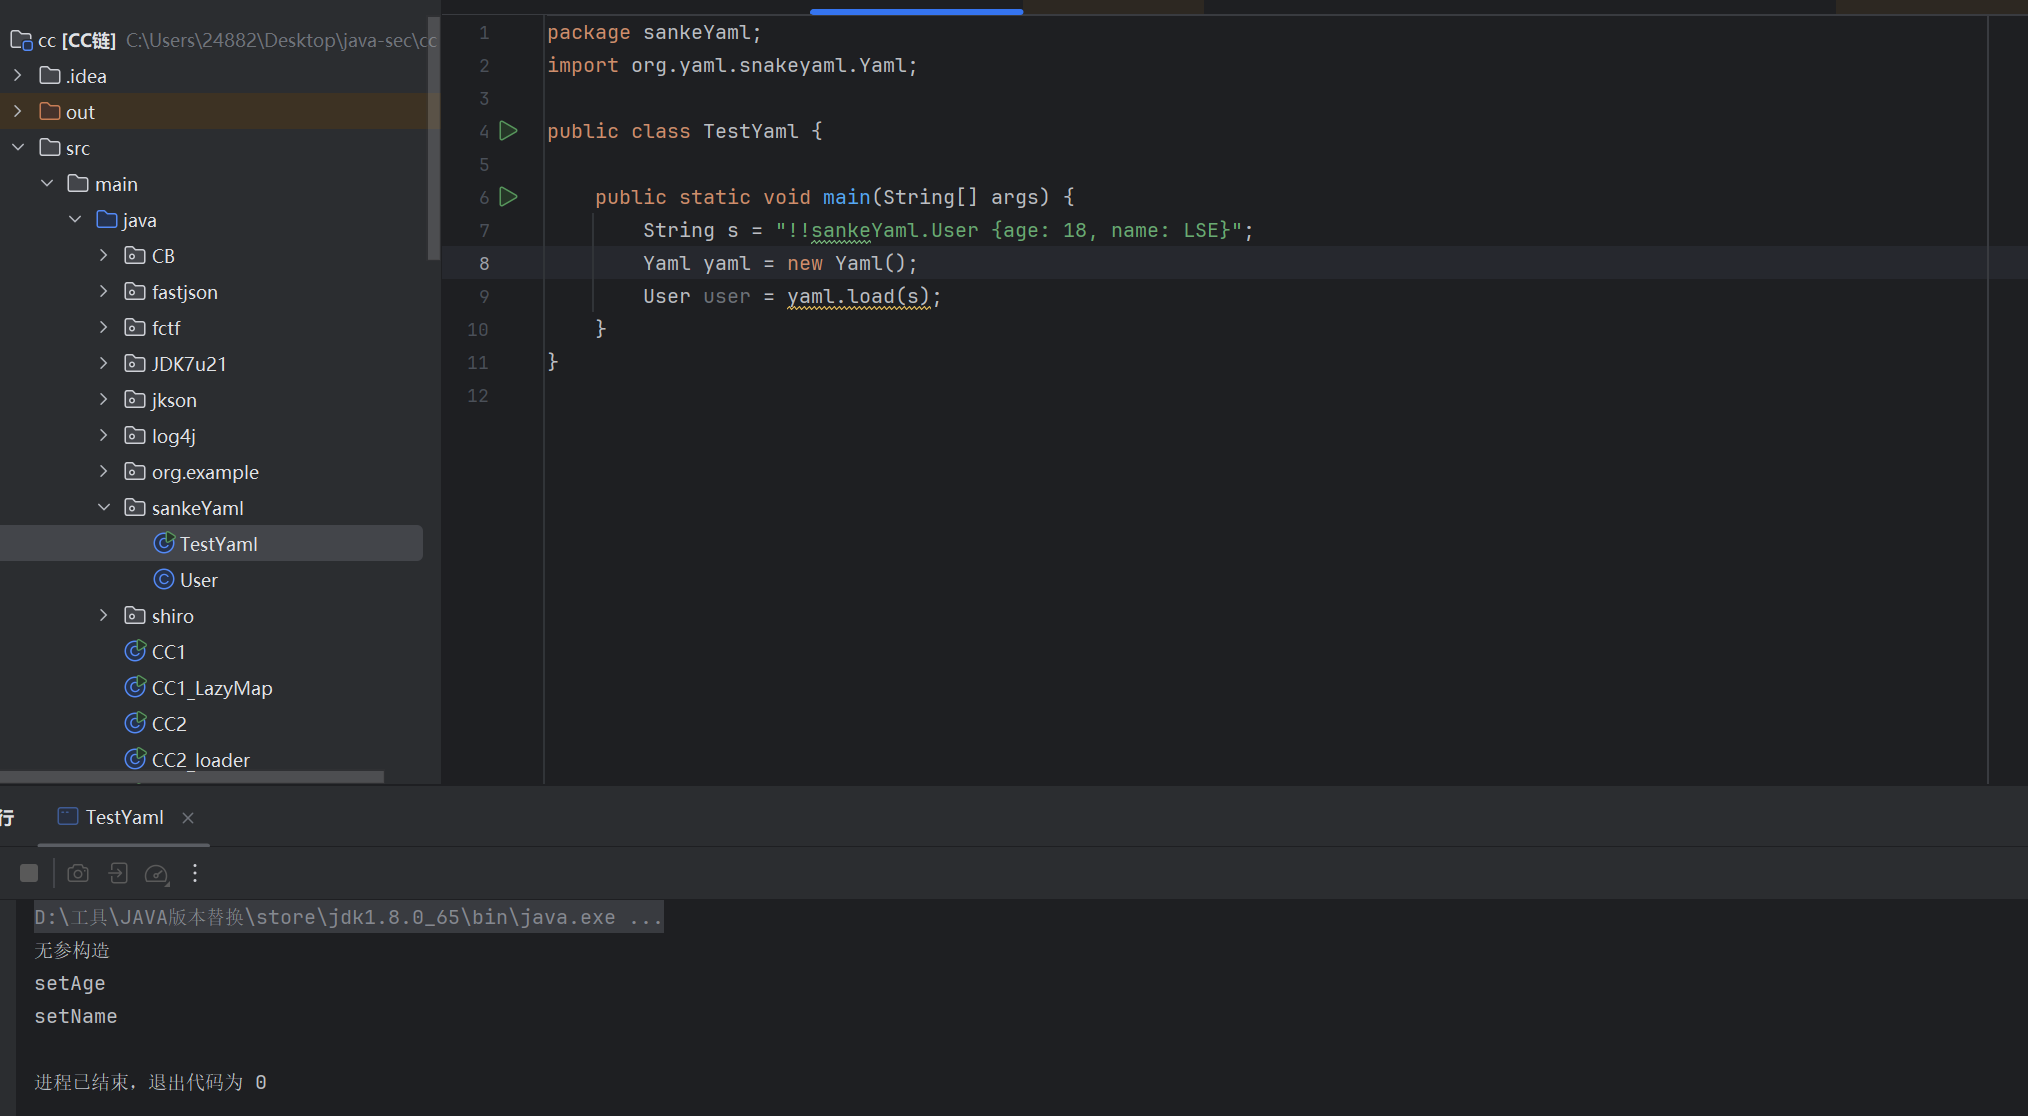 cc [CC链] C:\Users\24882\Desktop\java-sec\cc
.idea
out
src
main
java
CB
fastjson
fctf
JDK7u21
jkson
log4j
org.example
sankeYaml
TestYaml
User
shiro
CC1
CC1_LazyMap
CC2
CC2_loader
1 package sankeYaml;
2 import org.yaml.snakeyaml.Yaml;
3
4 public class TestYaml {
5
6 public static void main(String[] args) {
7 String s = "!!sankeYaml.User {age: 18, name: LSE}";
8 Yaml yaml = new Yaml();
9 User user = yaml.load(s);
10 }
11 }
12
行 TestYaml
D:\工具\JAVA版本替换\store\jdk1.8.0_65\bin\java.exe ...
无参构造
setAge
setName
进程已结束，退出代码为 0